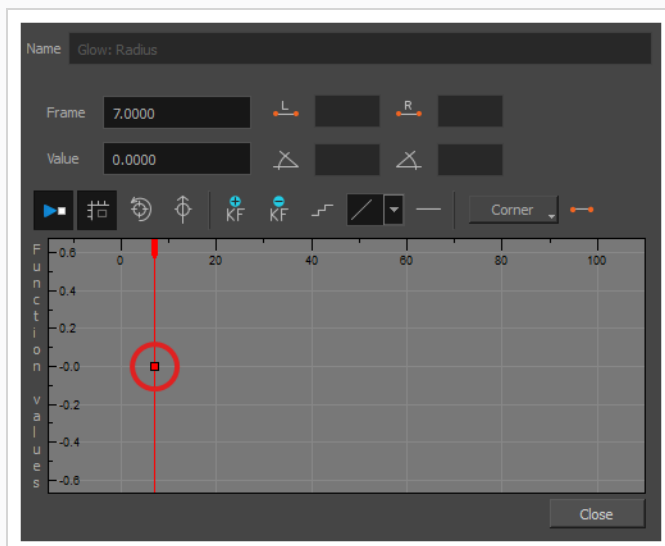 Name Glow: Radius
Frame 7.0000 L R
Value 0.0000
KF KF Corner
Function values
0 20 40 60 80 100
0.6
0.4
0.2
-0.0
-0.2
-0.4
-0.6
Close